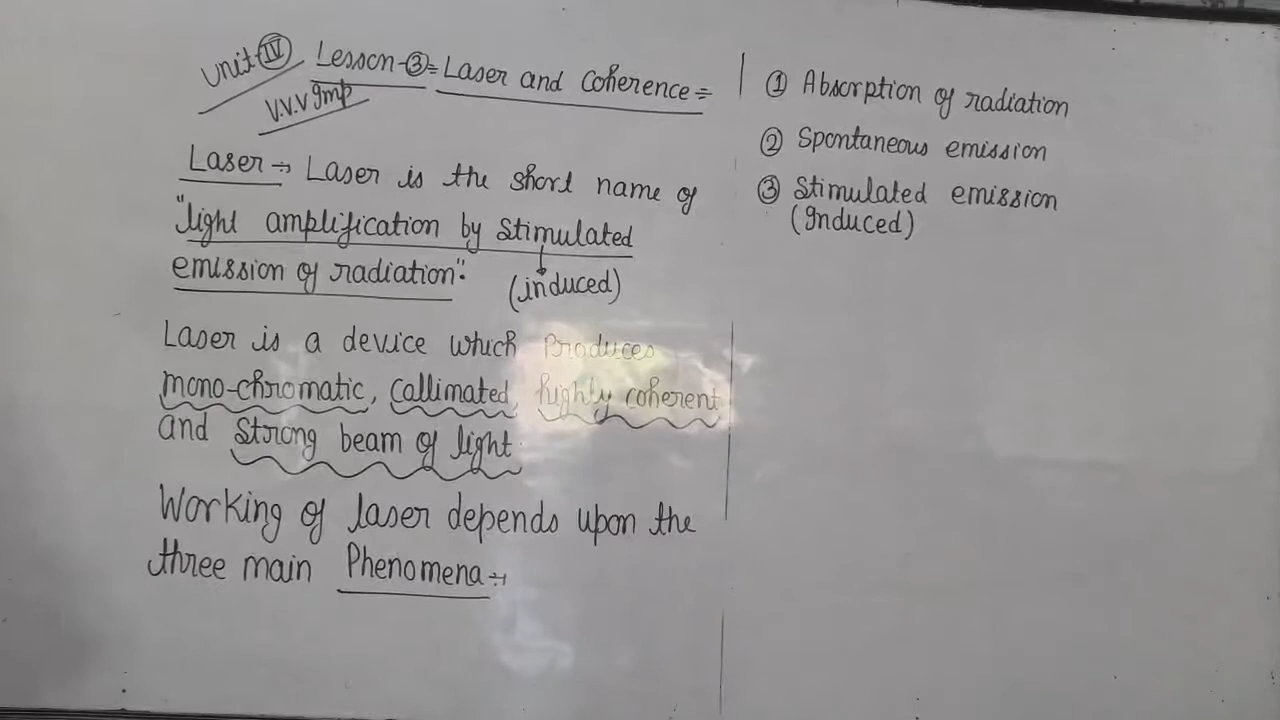 Unit-IV Lesson-③= Laser and Coherence=
V.V.V Imp
Laser ÷ Laser is the short name of
"light amplification by stimulated
emission of radiation".
(induced)
Laser is a device which Produces
mono-chromatic, callimated, highly coherent
and strong beam of light.
Working of laser depends upon the
three main Phenomena÷
① Absorption of radiation
② Spontaneous emission
③ Stimulated emission
(Induced)